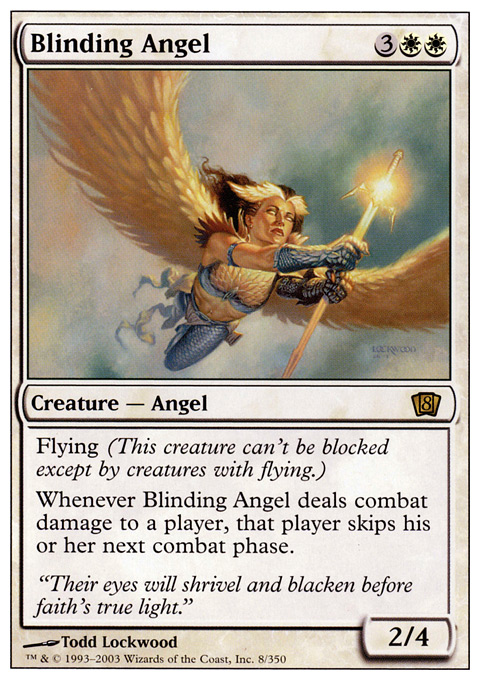 Blinding Angel 3
LOCKWOOD
Creature — Angel 8
Flying (This creature can't be blocked
except by creatures with flying.)
Whenever Blinding Angel deals combat
damage to a player, that player skips his
or her next combat phase.
“Their eyes will shrivel and blacken before
faith's true light.”
Todd Lockwood
2/4
™ & © 1993–2003 Wizards of the Coast, Inc. 8/350